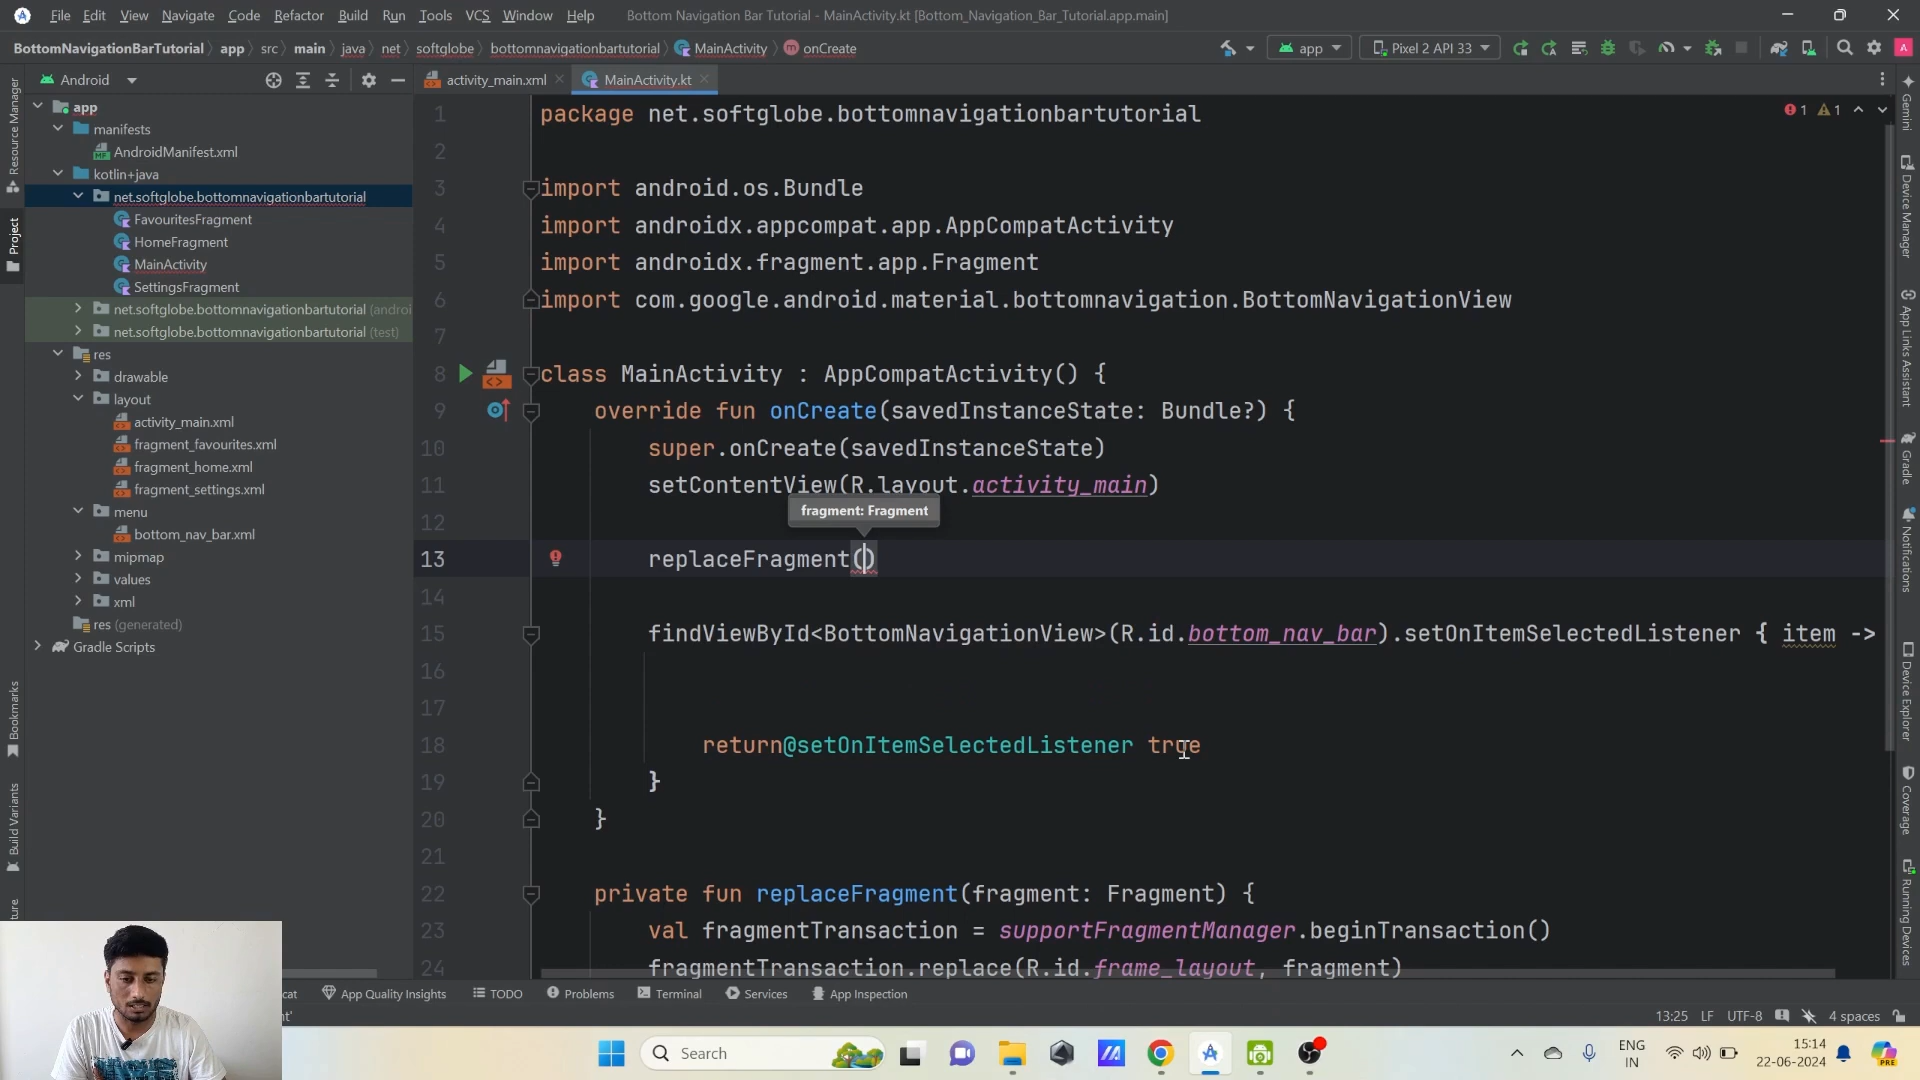 File Edit View Navigate Code Refactor Build Run Tools VCS Window Help Bottom Navigation Bar Tutorial - MainActivity.kt [Bottom_Navigation_Bar_Tutorial.app.main]
BottomNavigationBarTutorial app src main java net softglobe bottomnavigationbartutorial MainActivity onCreate app Pixel 2 API 33 A
Android
activity_main.xml MainActivity.kt
app
manifests
AndroidManifest.xml
kotlin+java
net.softglobe.bottomnavigationbartutorial
FavouritesFragment
HomeFragment
MainActivity
SettingsFragment
net.softglobe.bottomnavigationbartutorial (androi
net.softglobe.bottomnavigationbartutorial (test)
res
drawable
layout
activity_main.xml
fragment_favourites.xml
fragment_home.xml
fragment_settings.xml
menu
bottom_nav_bar.xml
mipmap
values
xml
res (generated)
Gradle Scripts
Resource Manager
Project
Bookmarks
Build Variants
ture
1 1
1 package net.softglobe.bottomnavigationbartutorial
2
3 import android.os.Bundle
4 import androidx.appcompat.app.AppCompatActivity
5 import androidx.fragment.app.Fragment
6 import com.google.android.material.bottomnavigation.BottomNavigationView
7
8 class MainActivity : AppCompatActivity() {
9 override fun onCreate(savedInstanceState: Bundle?) {
10 super.onCreate(savedInstanceState)
11 setContentView(R.layout.activity_main)
fragment: Fragment
12
13 replaceFragment()
14
15 findViewById<BottomNavigationView>(R.id.bottom_nav_bar).setOnItemSelectedListener { item ->
16
17
18 return@setOnItemSelectedListener true
19 }
20 }
21
22 private fun replaceFragment(fragment: Fragment) {
23 val fragmentTransaction = supportFragmentManager.beginTransaction()
24 fragmentTransaction.replace(R.id.frame_layout, fragment)
Gemini
Device Manager
App Links Assistant
Gradle
Notifications
Device Explorer
Coverage
Running Devices
cat App Quality Insights TODO Problems Terminal Services App Inspection
t' 13:25 LF UTF-8 4 spaces
Search
ENG
IN
15:14
22-06-2024
PRE